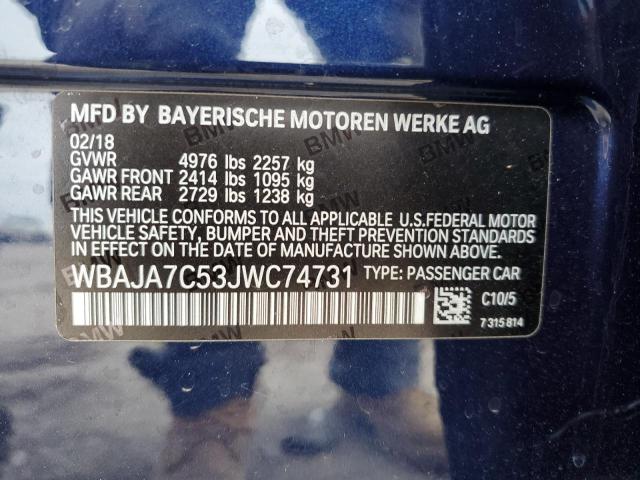 MFD BY BAYERISCHE MOTOREN WERKE AG
02/18
GVWR 4976 lbs 2257 kg
GAWR FRONT 2414 lbs 1095 kg
GAWR REAR 2729 lbs 1238 kg
THIS VEHICLE CONFORMS TO ALL APPLICABLE U.S.FEDERAL MOTOR
VEHICLE SAFETY, BUMPER AND THEFT PREVENTION STANDARDS
IN EFFECT ON THE DATE OF MANUFACTURE SHOWN ABOVE.
WBAJA7C53JWC74731 TYPE: PASSENGER CAR
C10/5
7 315 814